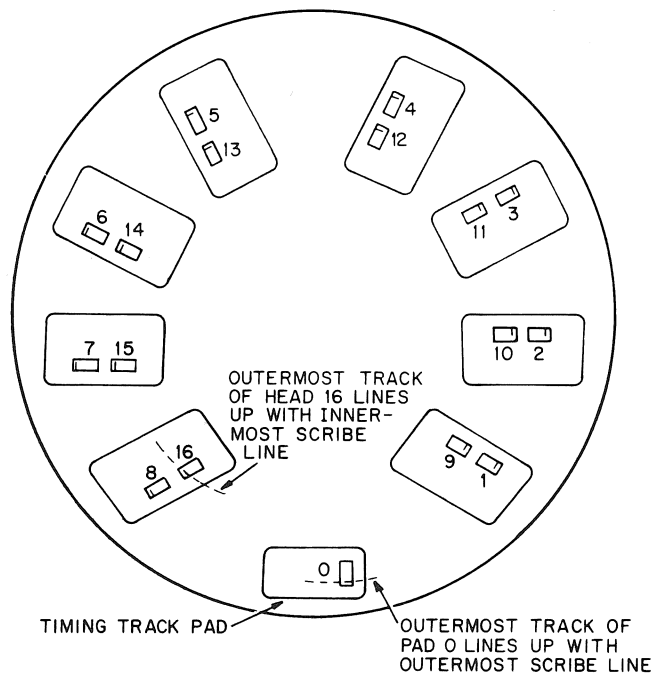 5
4
13
12
6
14
3
11
7
15
10
2
OUTERMOST TRACK
OF HEAD 16 LINES
UP WITH INNER-
MOST SCRIBE
LINE
8
16
9
1
0
TIMING TRACK PAD
OUTERMOST TRACK OF
PAD 0 LINES UP WITH
OUTERMOST SCRIBE LINE